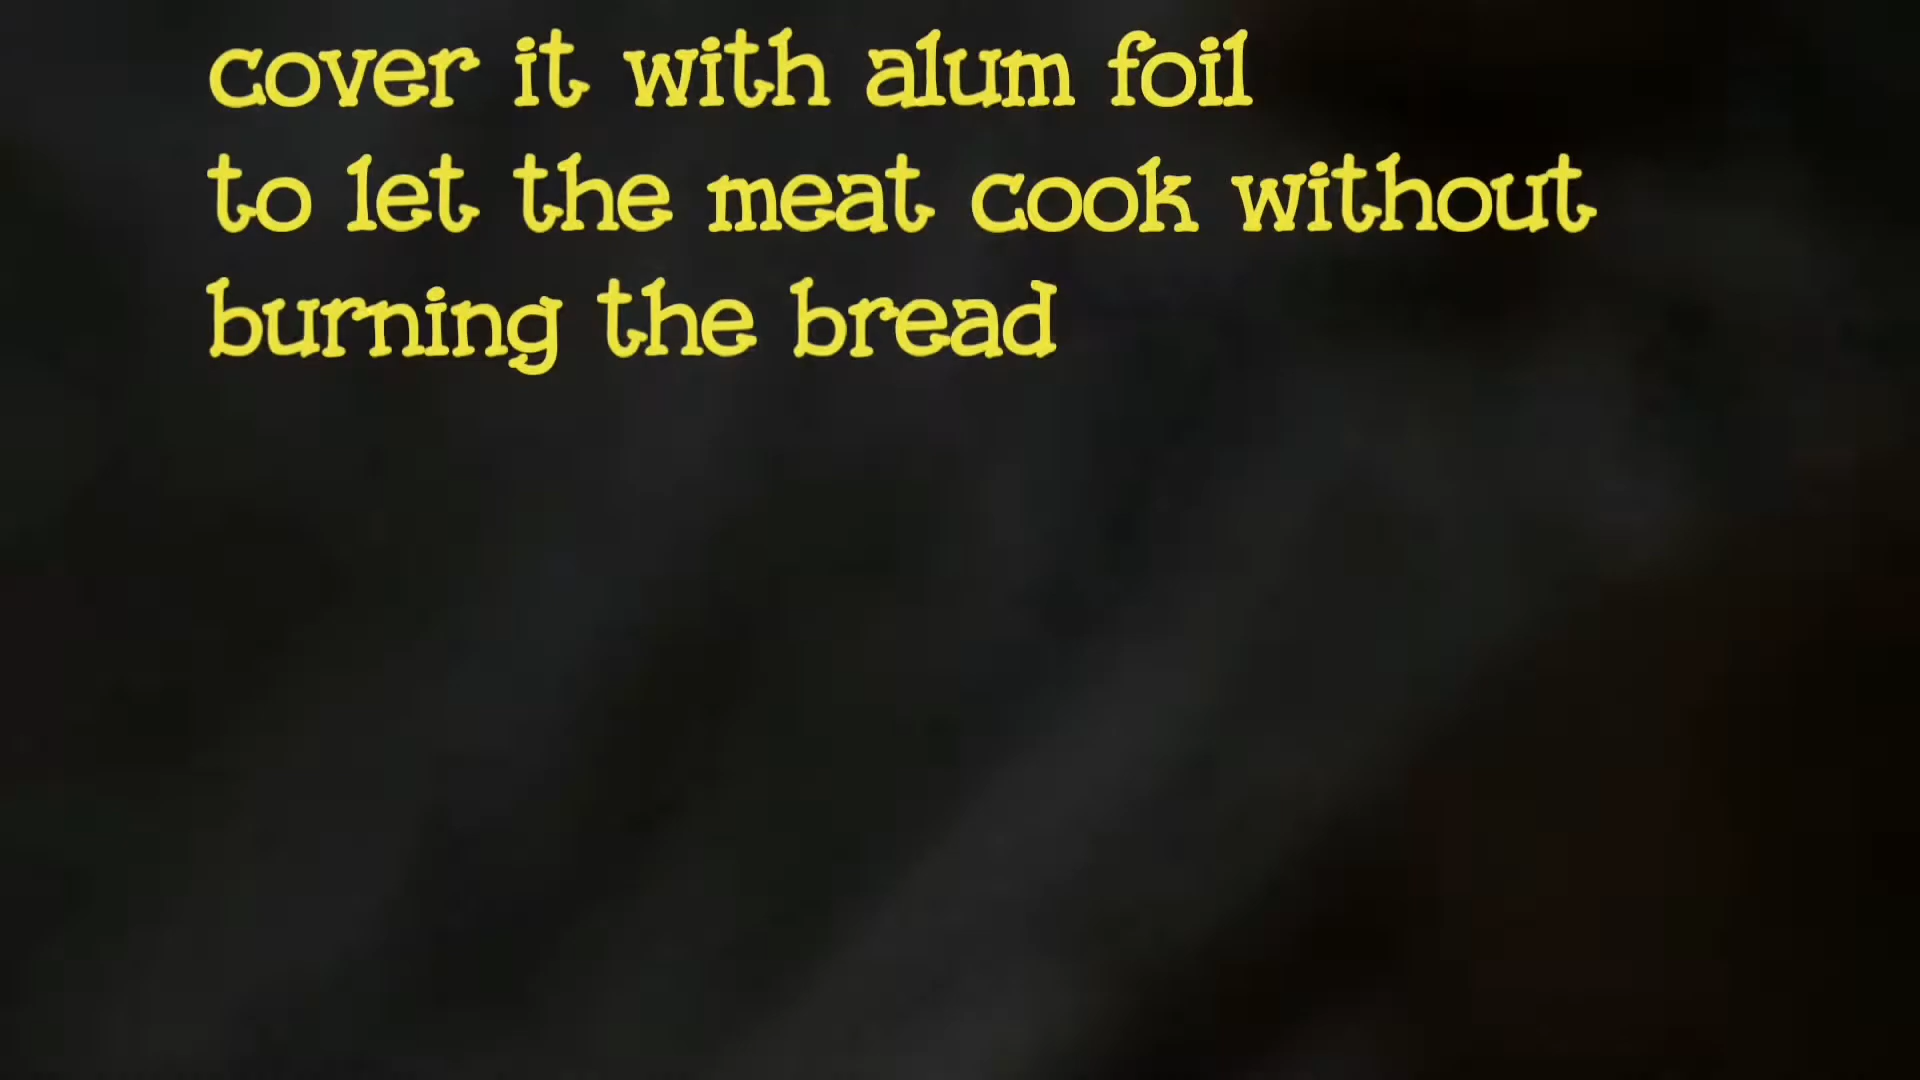 cover it with alum foil
to let the meat cook without
burning the bread